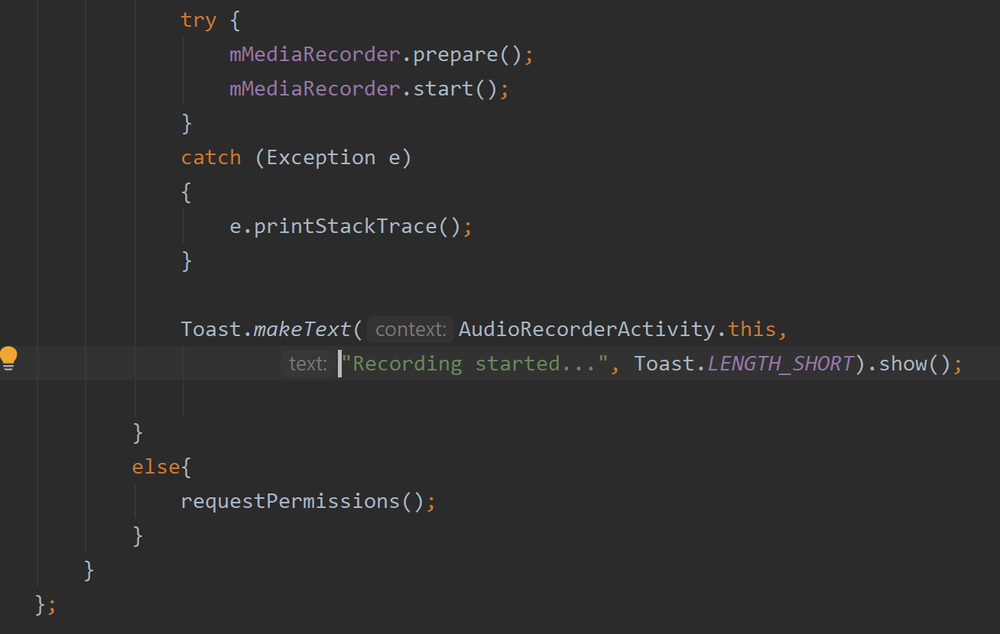 try {
mMediaRecorder.prepare();
mMediaRecorder.start();
}
catch (Exception e)
{
e.printStackTrace();
}
Toast.makeText( context: AudioRecorderActivity.this,
text: "Recording started...", Toast.LENGTH_SHORT).show();
}
else{
requestPermissions();
}
}
};